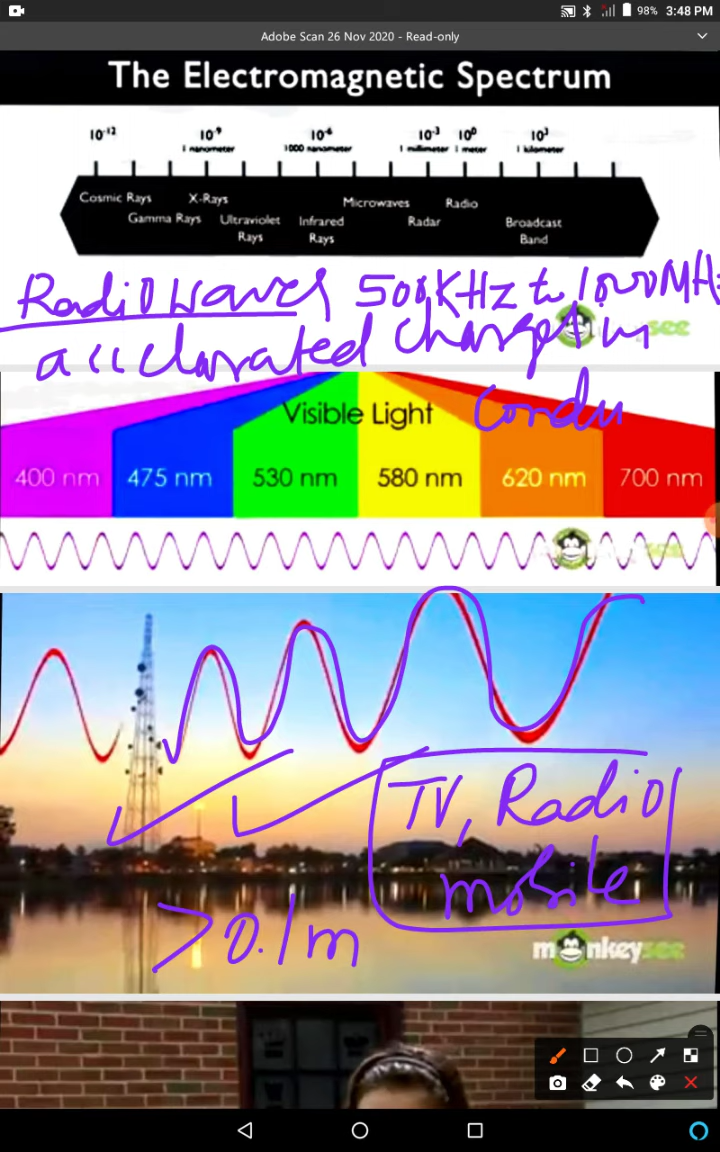 98% 3:48 PM
Adobe Scan 26 Nov 2020 - Read-only
The Electromagnetic Spectrum
10⁻¹² 10⁻⁹ 10⁻⁶ 10⁻³ 10⁰ 10³
1 nanometer 1000 nanometer 1 millimeter 1 meter 1 kilometer
Cosmic Rays X-Rays Microwaves Radio
Gamma Rays Ultraviolet Rays Infrared Rays Radar Broadcast Band
Radio waves 500KHz to 1000MHz
accelarated charges in
condu
see
Visible Light
400 nm 475 nm 530 nm 580 nm 620 nm 700 nm
TV, Radio
mobile
>0.1m
monkeysee